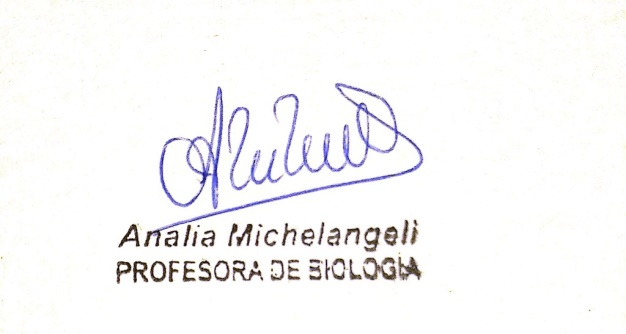 Analia Michelangeli
PROFESORA DE BIOLOGIA